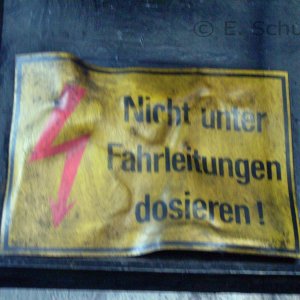 © E. Schu
Nicht unter
Fahrleitungen
dosieren!